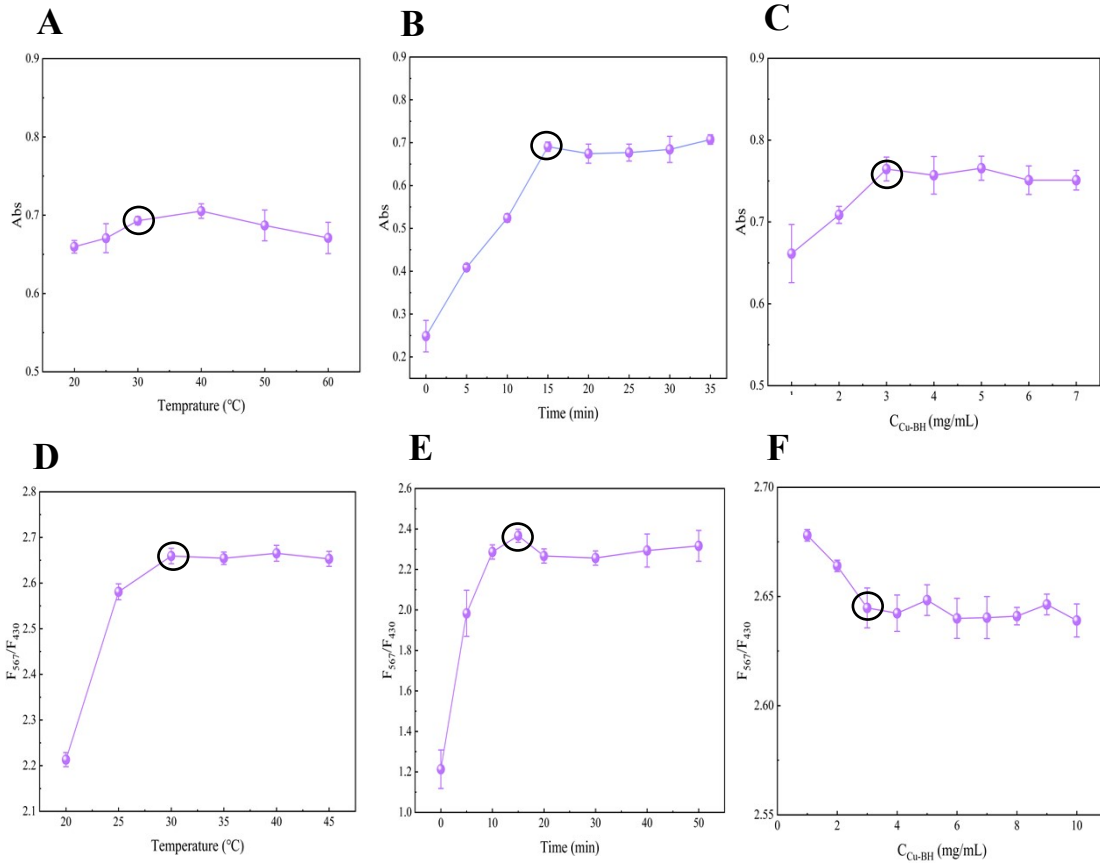 A
0.9
0.8
0.7
0.6
0.5
Abs
20 30 40 50 60
Temprature (℃)
B
0.9
0.8
0.7
0.6
0.5
0.4
0.3
0.2
Abs
0 5 10 15 20 25 30 35
Time (min)
C
0.9
0.8
0.7
0.6
0.5
Abs
2 3 4 5 6 7
C_Cu-BH (mg/mL)
D
2.8
2.7
2.6
2.5
2.4
2.3
2.2
2.1
F567/F430
20 25 30 35 40 45
Temperature (℃)
E
2.6
2.4
2.2
2.0
1.8
1.6
1.4
1.2
1.0
F567/F430
0 10 20 30 40 50
Time (min)
F
2.70
2.65
2.60
2.55
F567/F430
0 2 4 6 8 10
C_Cu-BH (mg/mL)